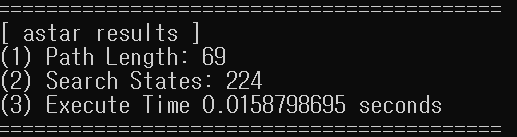 ==========================================
[ astar results ]
(1) Path Length: 69
(2) Search States: 224
(3) Execute Time 0.0158798695 seconds
==========================================